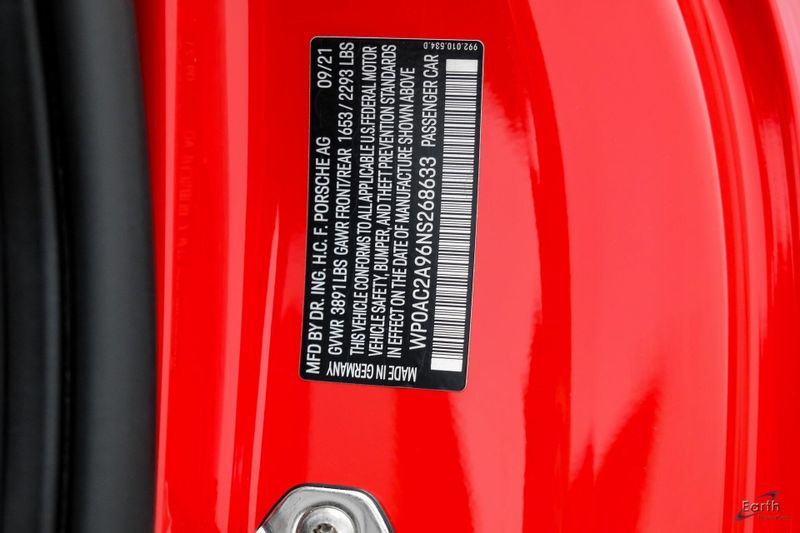 MFD BY DR. ING. H.C. F. PORSCHE AG 09/21
GVWR 3891LBS GAWR FRONT/REAR 1653 / 2293 LBS
THIS VEHICLE CONFORMS TO ALL APPLICABLE U.S. FEDERAL MOTOR
VEHICLE SAFETY, BUMPER, AND THEFT PREVENTION STANDARDS
IN EFFECT ON THE DATE OF MANUFACTURE SHOWN ABOVE
WP0AC2A96NS268633 PASSENGER CAR
MADE IN GERMANY
992.010.534.D
Earth